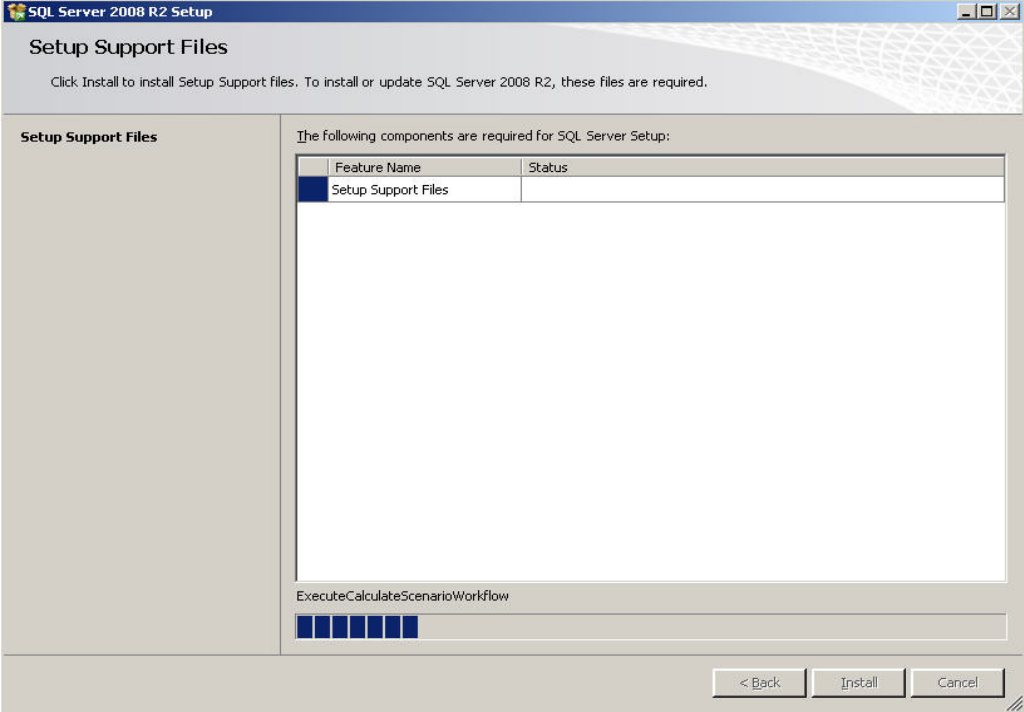 SQL Server 2008 R2 Setup
Setup Support Files
Click Install to install Setup Support files. To install or update SQL Server 2008 R2, these files are required.
Setup Support Files
The following components are required for SQL Server Setup:
Feature Name Status
Setup Support Files
ExecuteCalculateScenarioWorkflow
< Back Install Cancel